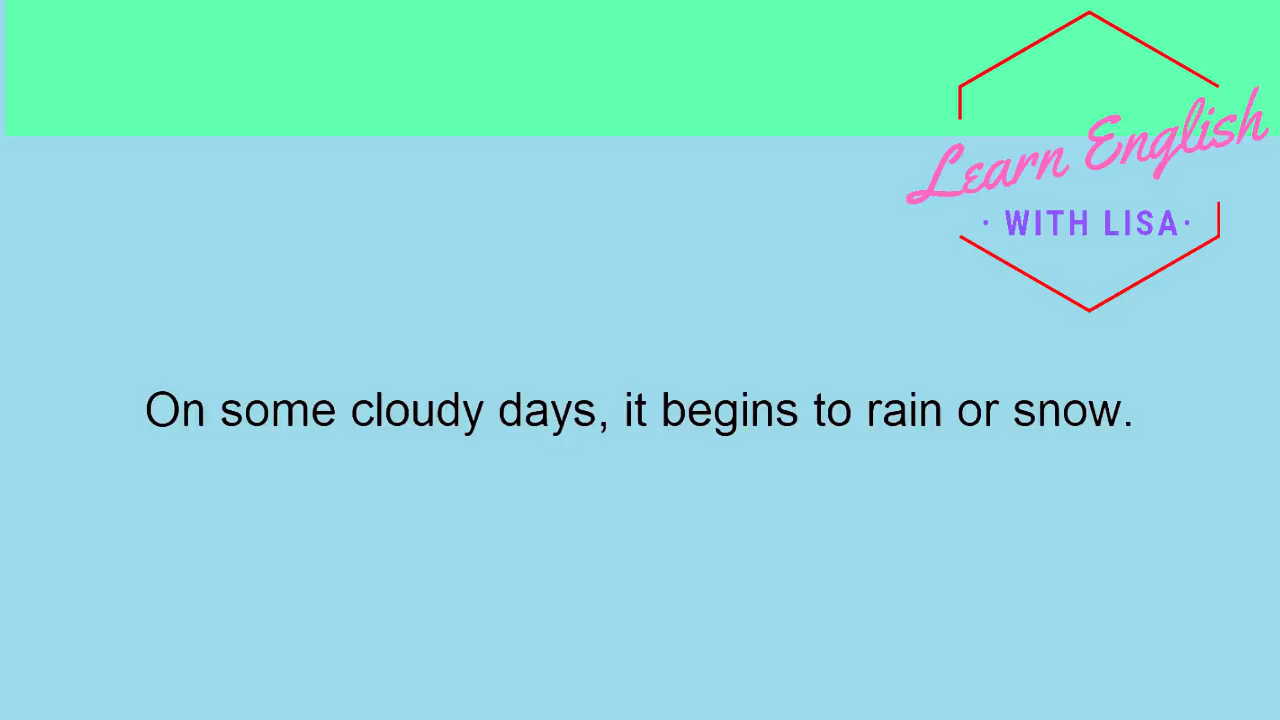 Learn English
· WITH LISA·
On some cloudy days, it begins to rain or snow.